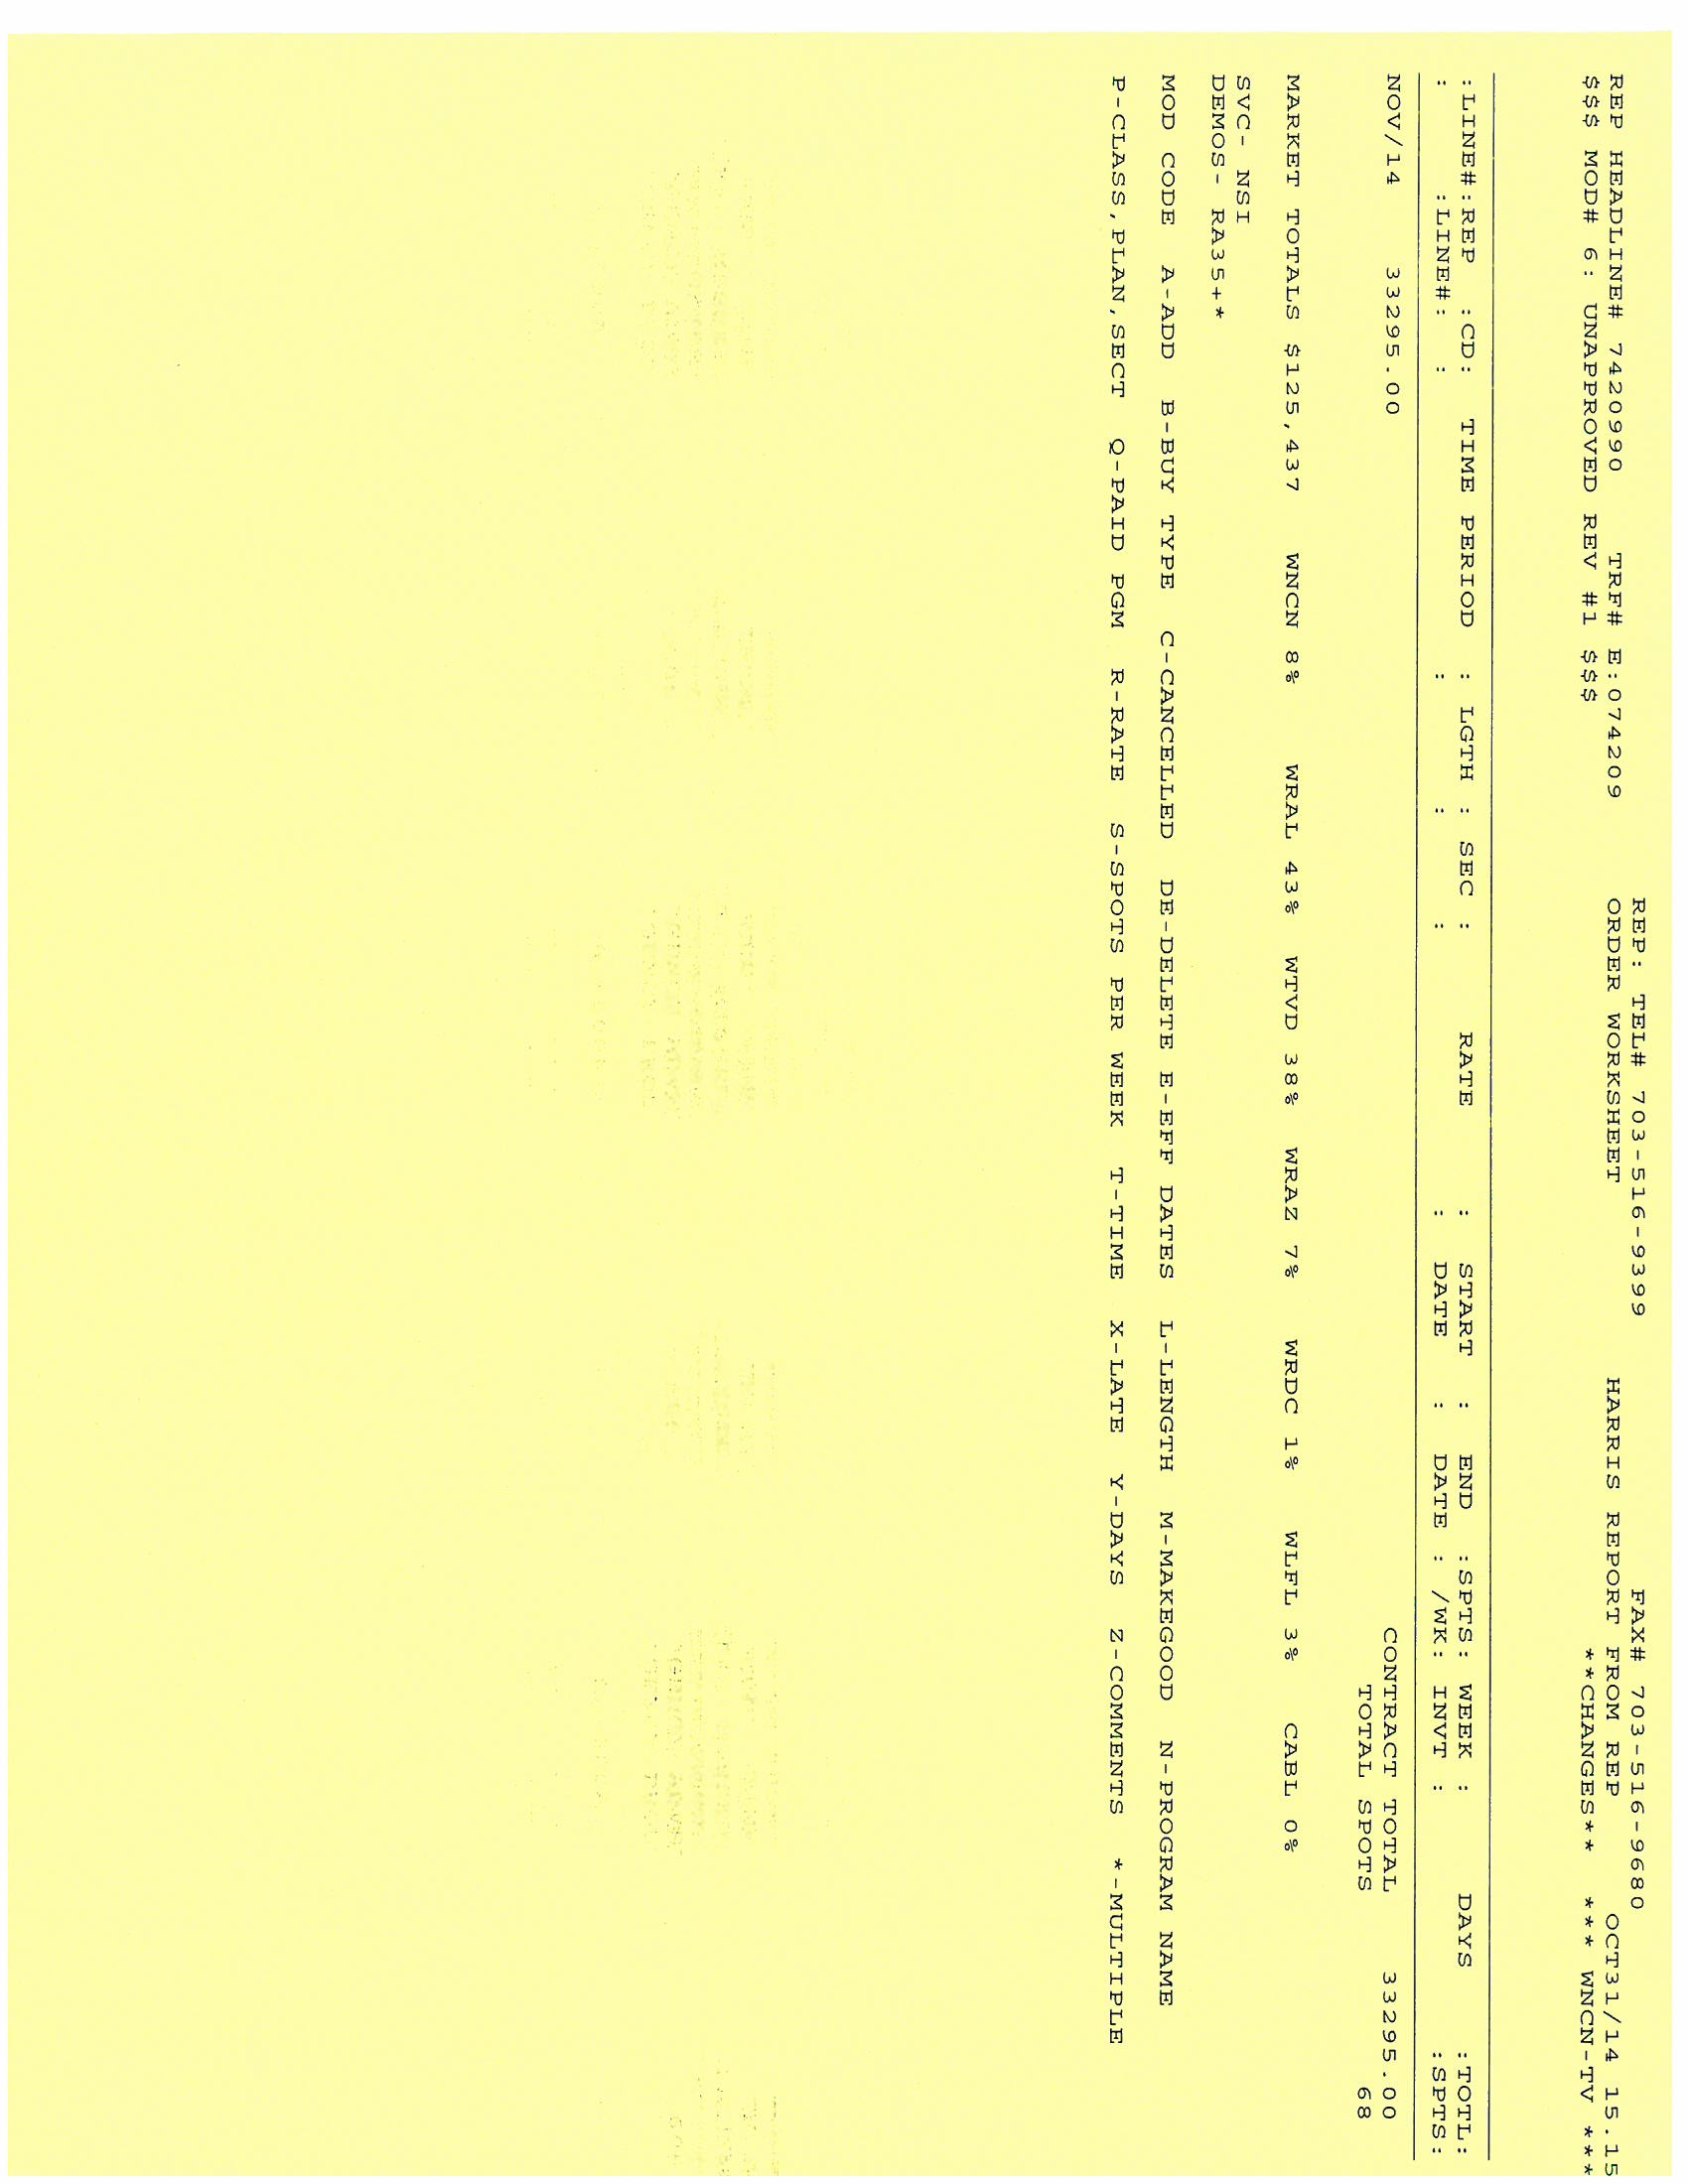 REP: TEL# 703-516-9399 FAX# 703-516-9680
REP HEADLINE# 7420990 TRF# E:074209 ORDER WORKSHEET HARRIS REPORT FROM REP OCT31/14 15.15
$$$ MOD# 6: UNAPPROVED REV #1 $$$ **CHANGES** *** WNCN-TV ***
:LINE#:REP :CD: TIME PERIOD : LGTH : SEC : RATE : START : END :SPTS: WEEK : DAYS :TOTL:
: :LINE#: : : : : : DATE : DATE : /WK: INVT : :SPTS:
NOV/14 33295.00 CONTRACT TOTAL 33295.00
TOTAL SPOTS 68
MARKET TOTALS $125,437 WNCN 8% WRAL 43% WTVD 38% WRAZ 7% WRDC 1% WLFL 3% CABL 0%
SVC- NSI
DEMOS- RA35+*
MOD CODE A-ADD B-BUY TYPE C-CANCELLED DE-DELETE E-EFF DATES L-LENGTH M-MAKEGOOD N-PROGRAM NAME
P-CLASS,PLAN,SECT Q-PAID PGM R-RATE S-SPOTS PER WEEK T-TIME X-LATE Y-DAYS Z-COMMENTS *-MULTIPLE